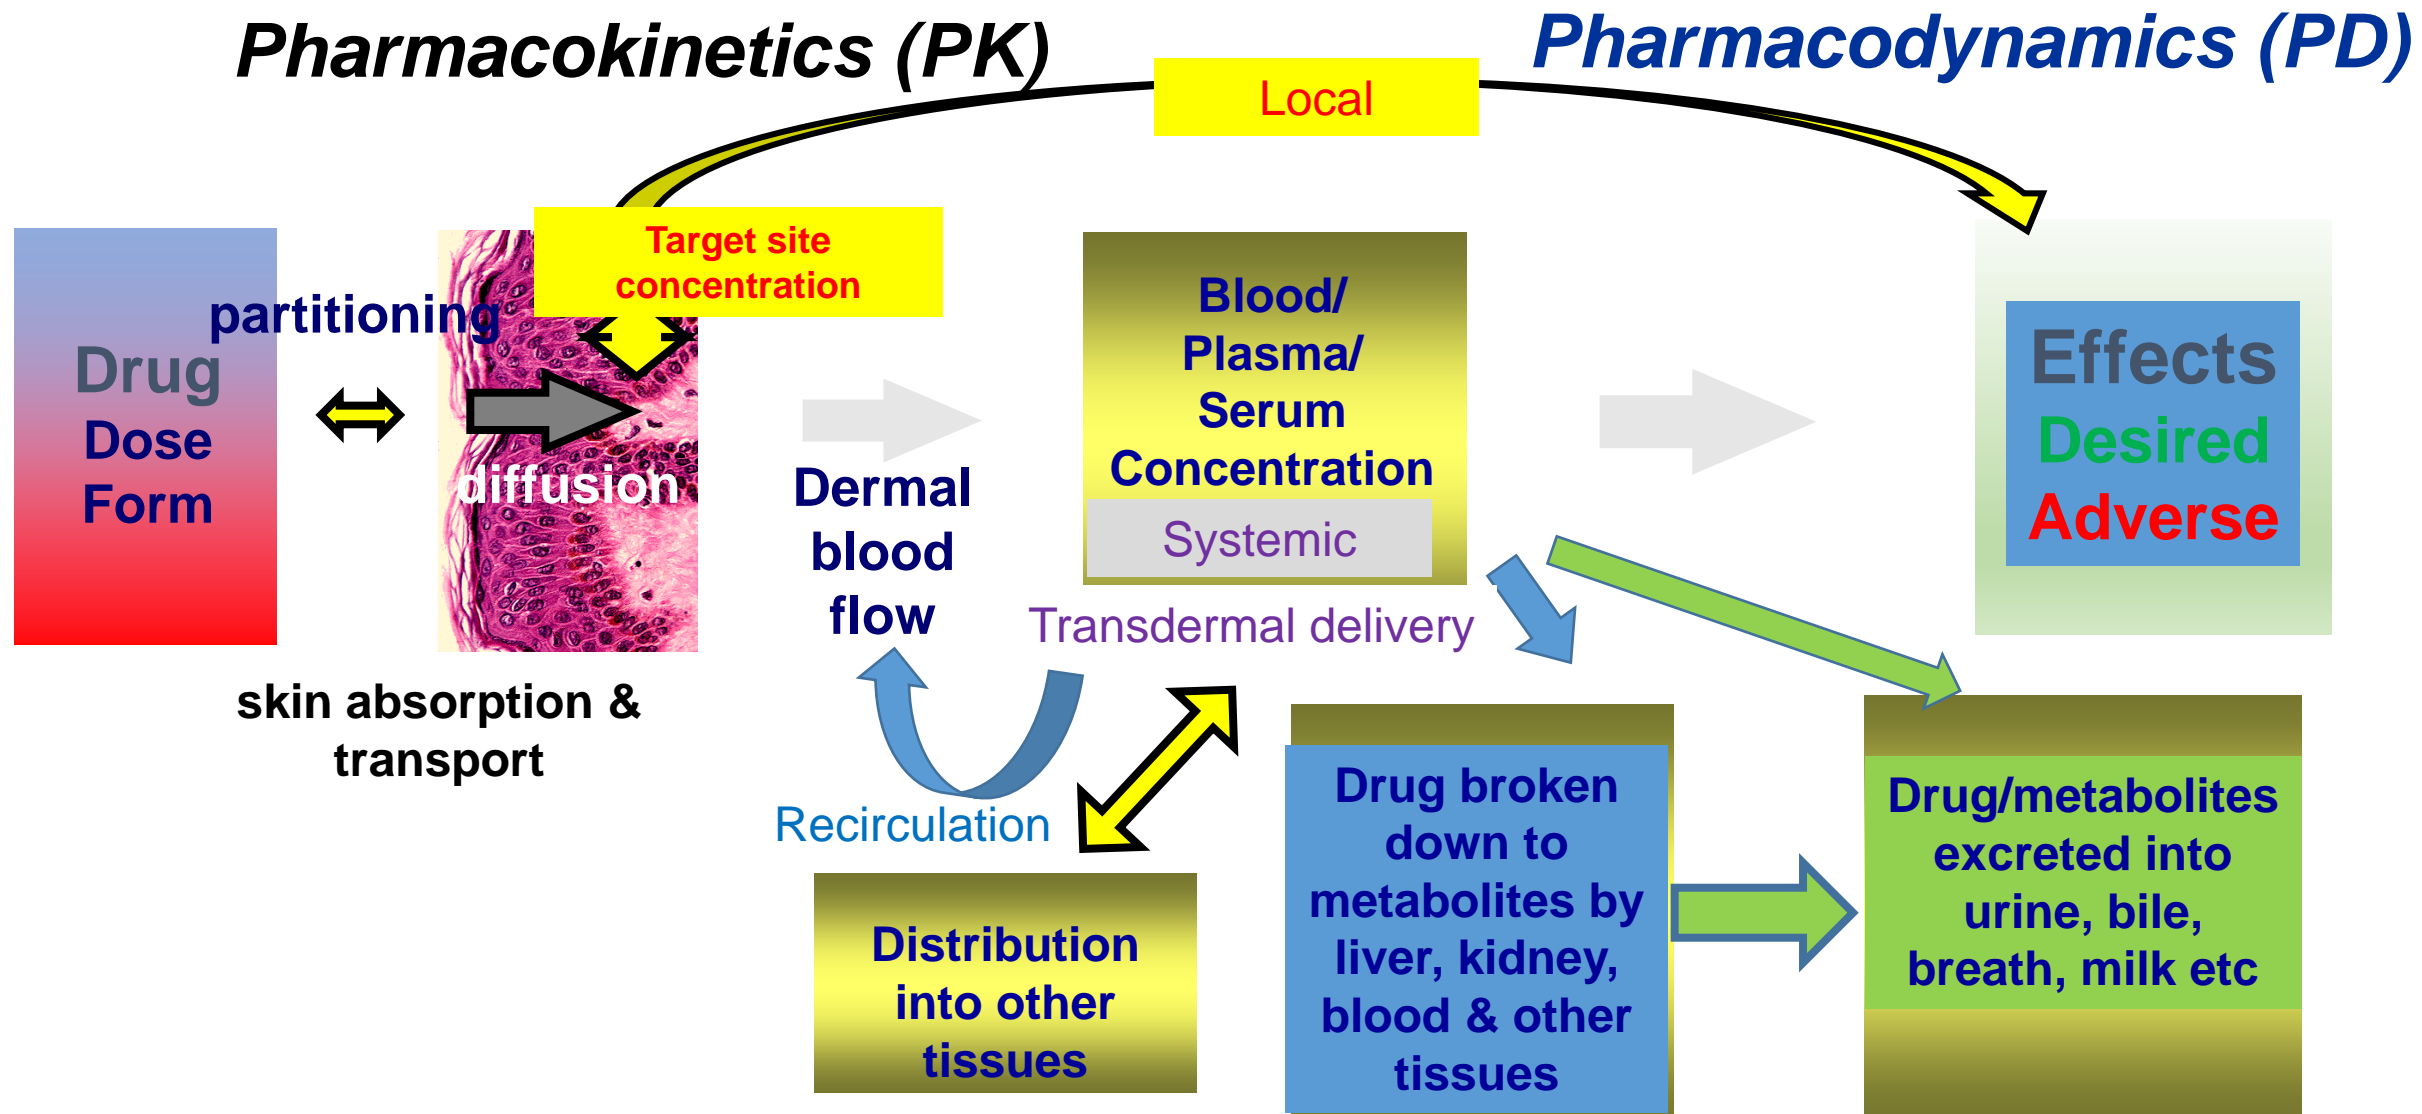 Pharmacokinetics (PK)
Pharmacodynamics (PD)
Local
Target site
concentration
partitioning
Drug
Dose
Form
diffusion
skin absorption &
transport
Dermal
blood
flow
Blood/
Plasma/
Serum
Concentration
Systemic
Transdermal delivery
Recirculation
Effects
Desired
Adverse
Distribution
into other
tissues
Drug broken
down to
metabolites by
liver, kidney,
blood & other
tissues
Drug/metabolites
excreted into
urine, bile,
breath, milk etc